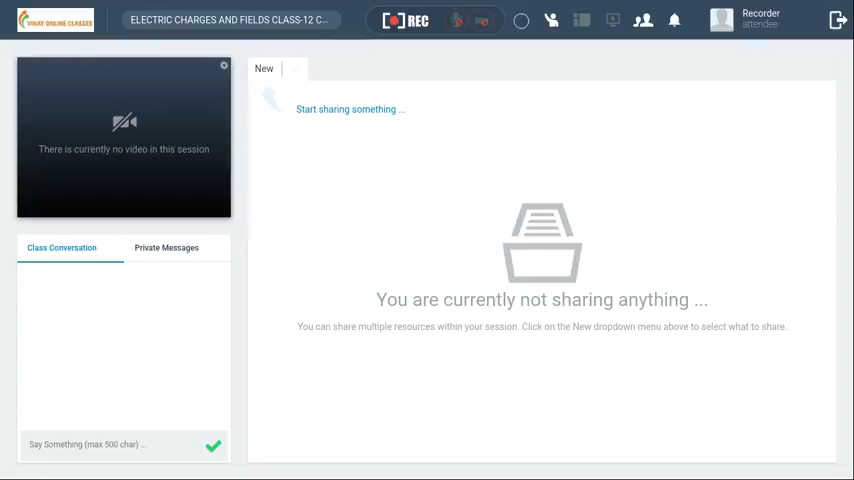 VINAY ONLINE CLASSES
ELECTRIC CHARGES AND FIELDS CLASS-12 C...
REC
Recorder
attendee
New
Start sharing something ...
There is currently no video in this session
Class Conversation
Private Messages
You are currently not sharing anything ...
You can share multiple resources within your session. Click on the New dropdown menu above to select what to share.
Say Something (max 500 char) ...